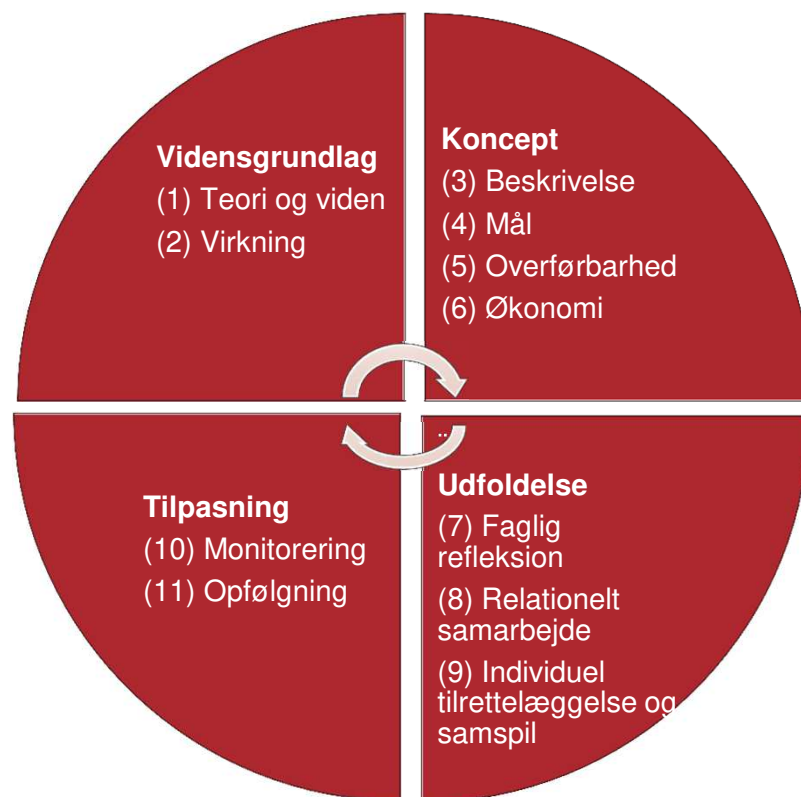 Vidensgrundlag
(1) Teori og viden
(2) Virkning
Koncept
(3) Beskrivelse
(4) Mål
(5) Overførbarhed
(6) Økonomi
..
Udfoldelse
(7) Faglig
refleksion
(8) Relationelt
samarbejde
(9) Individuel
tilrettelæggelse og
samspil
Tilpasning
(10) Monitorering
(11) Opfølgning